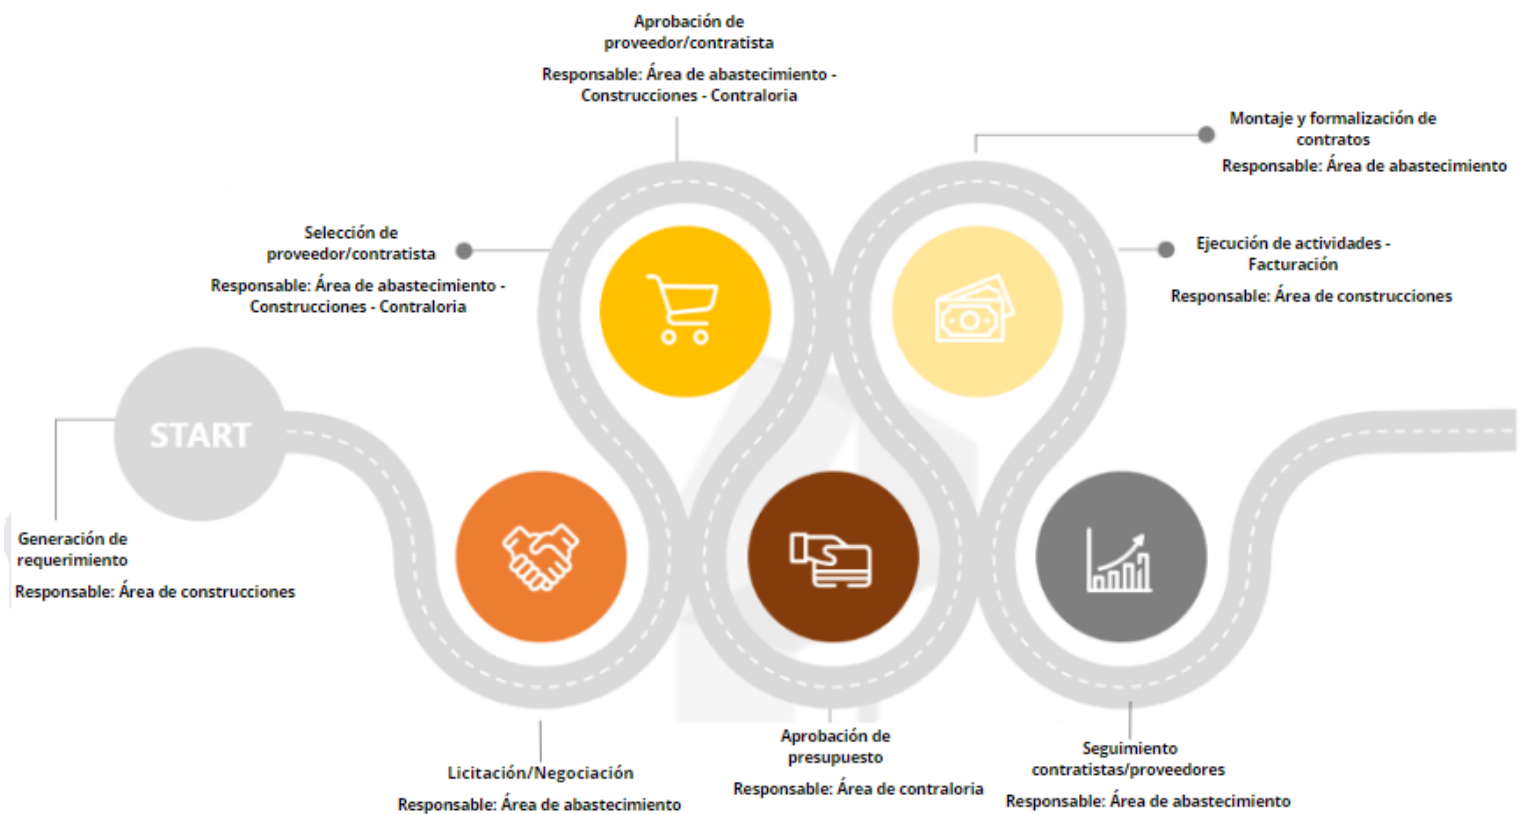 START
Generación de
requerimiento
Responsable: Área de construcciones
Licitación/Negociación
Responsable: Área de abastecimiento
Selección de
proveedor/contratista
Responsable: Área de abastecimiento -
Construcciones - Contraloria
Aprobación de
proveedor/contratista
Responsable: Área de abastecimiento -
Construcciones - Contraloria
Aprobación de
presupuesto
Responsable: Área de contraloria
Montaje y formalización de
contratos
Responsable: Área de abastecimiento
Ejecución de actividades -
Facturación
Responsable: Área de construcciones
Seguimiento
contratistas/proveedores
Responsable: Área de abastecimiento